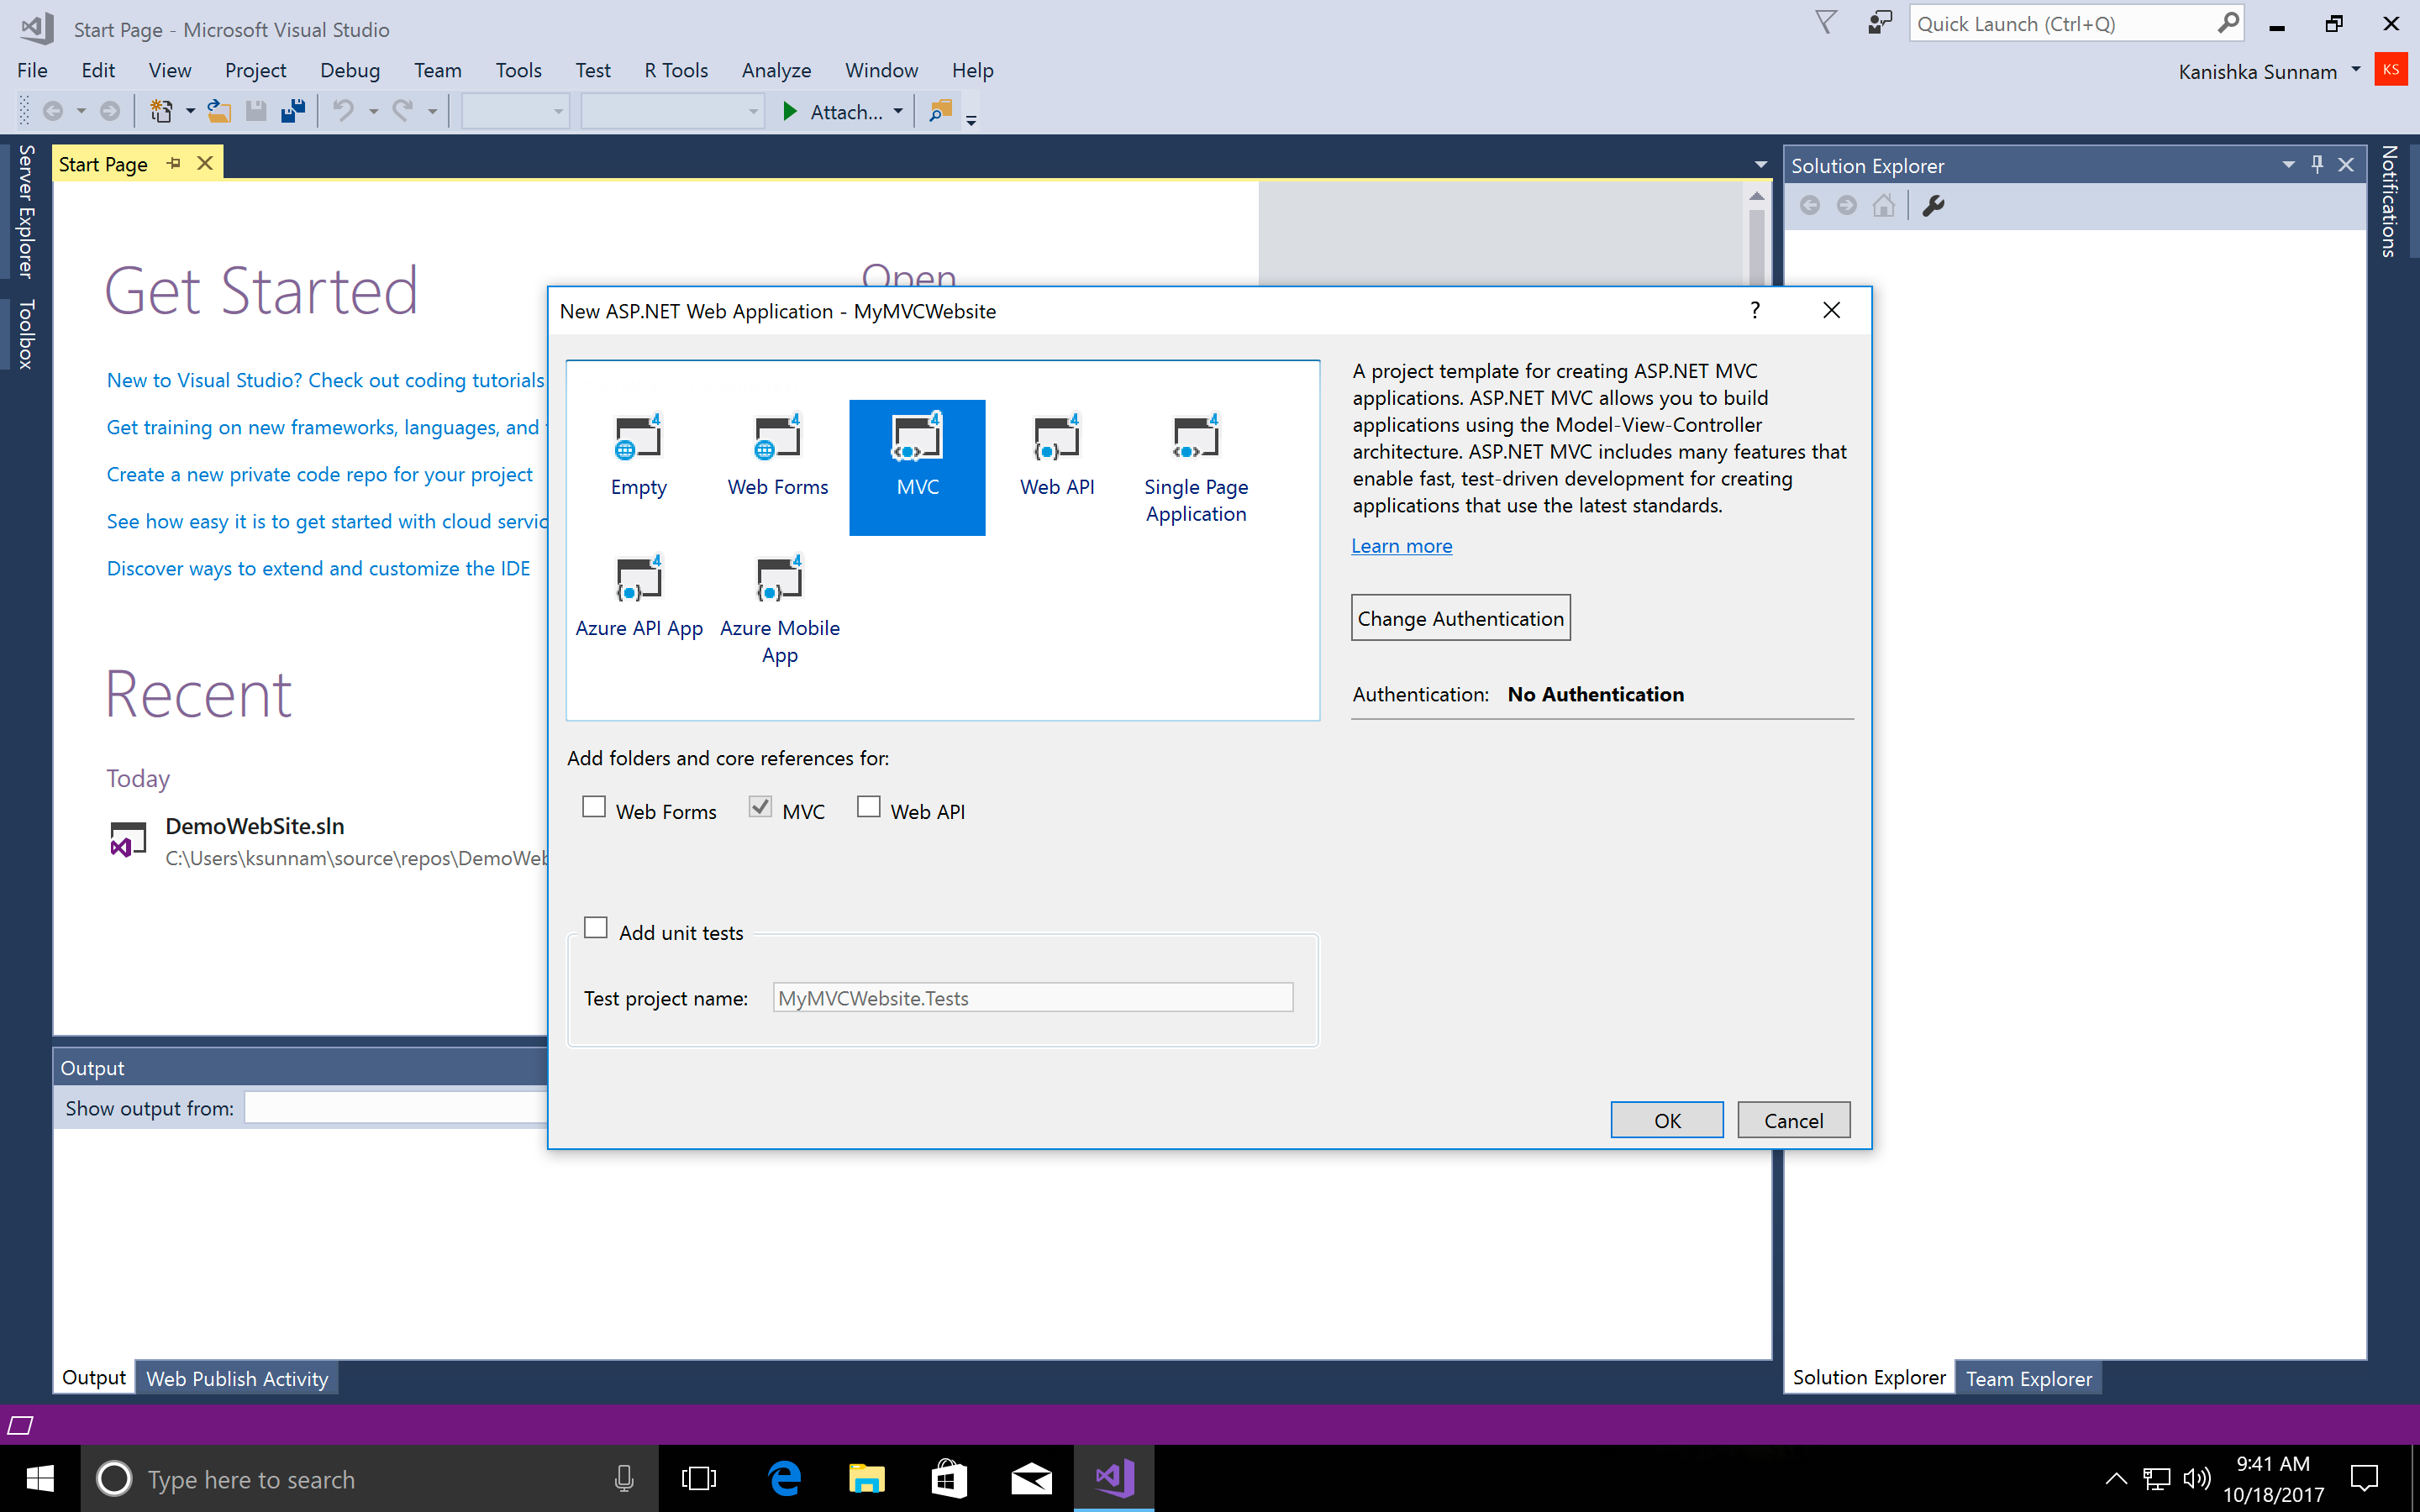 Start Page - Microsoft Visual Studio
Quick Launch (Ctrl+Q)
File Edit View Project Debug Team Tools Test R Tools Analyze Window Help
Kanishka Sunnam KS
Attach...
Server Explorer
Toolbox
Start Page
Solution Explorer
Notifications
Get Started
Open
New to Visual Studio? Check out coding tutorials
Get training on new frameworks, languages, and
Create a new private code repo for your project
See how easy it is to get started with cloud servic
Discover ways to extend and customize the IDE
Recent
Today
DemoWebSite.sln
C:\Users\ksunnam\source\repos\DemoWeb
New ASP.NET Web Application - MyMVCWebsite
?
4 4 4 4 4
Empty Web Forms MVC Web API Single Page
Application
4 4
Azure API App Azure Mobile
App
A project template for creating ASP.NET MVC
applications. ASP.NET MVC allows you to build
applications using the Model-View-Controller
architecture. ASP.NET MVC includes many features that
enable fast, test-driven development for creating
applications that use the latest standards.
Learn more
Change Authentication
Authentication: No Authentication
Add folders and core references for:
Web Forms MVC Web API
Add unit tests
Test project name: MyMVCWebsite.Tests
OK Cancel
Output
Show output from:
Output Web Publish Activity
Solution Explorer Team Explorer
Type here to search
9:41 AM
10/18/2017